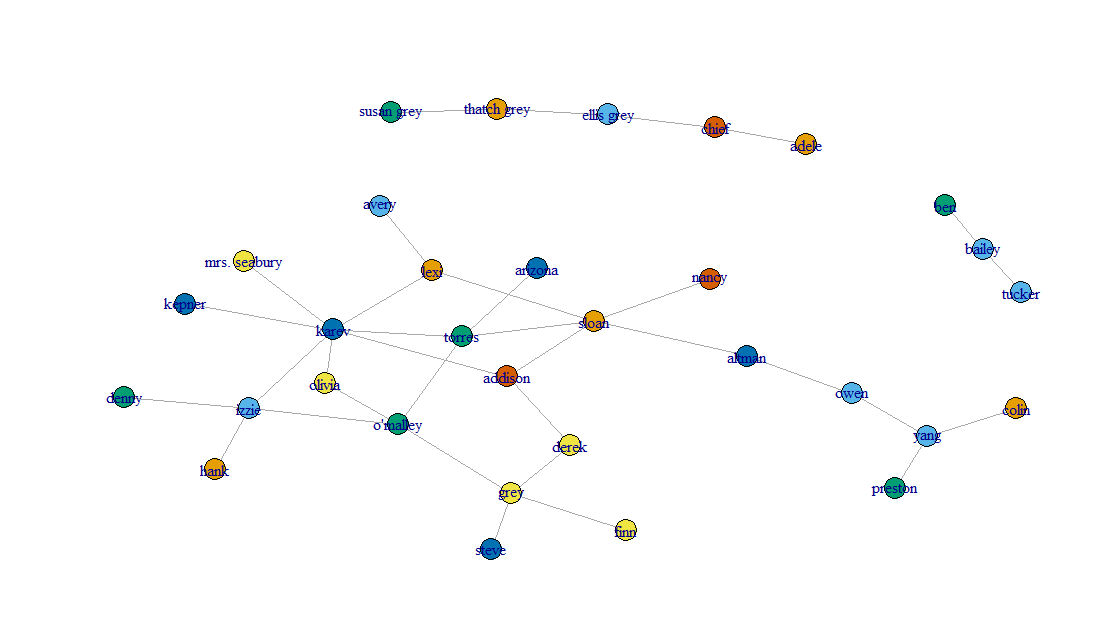 susan grey
thatch grey
ellis grey
chief
adele
avery
ben
bailey
mrs. seabury
lexi
arizona
nancy
tucker
kepner
karev
torres
sloan
altman
olivia
addison
denny
izzie
owen
colin
o'malley
yang
derek
hank
grey
preston
finn
steve